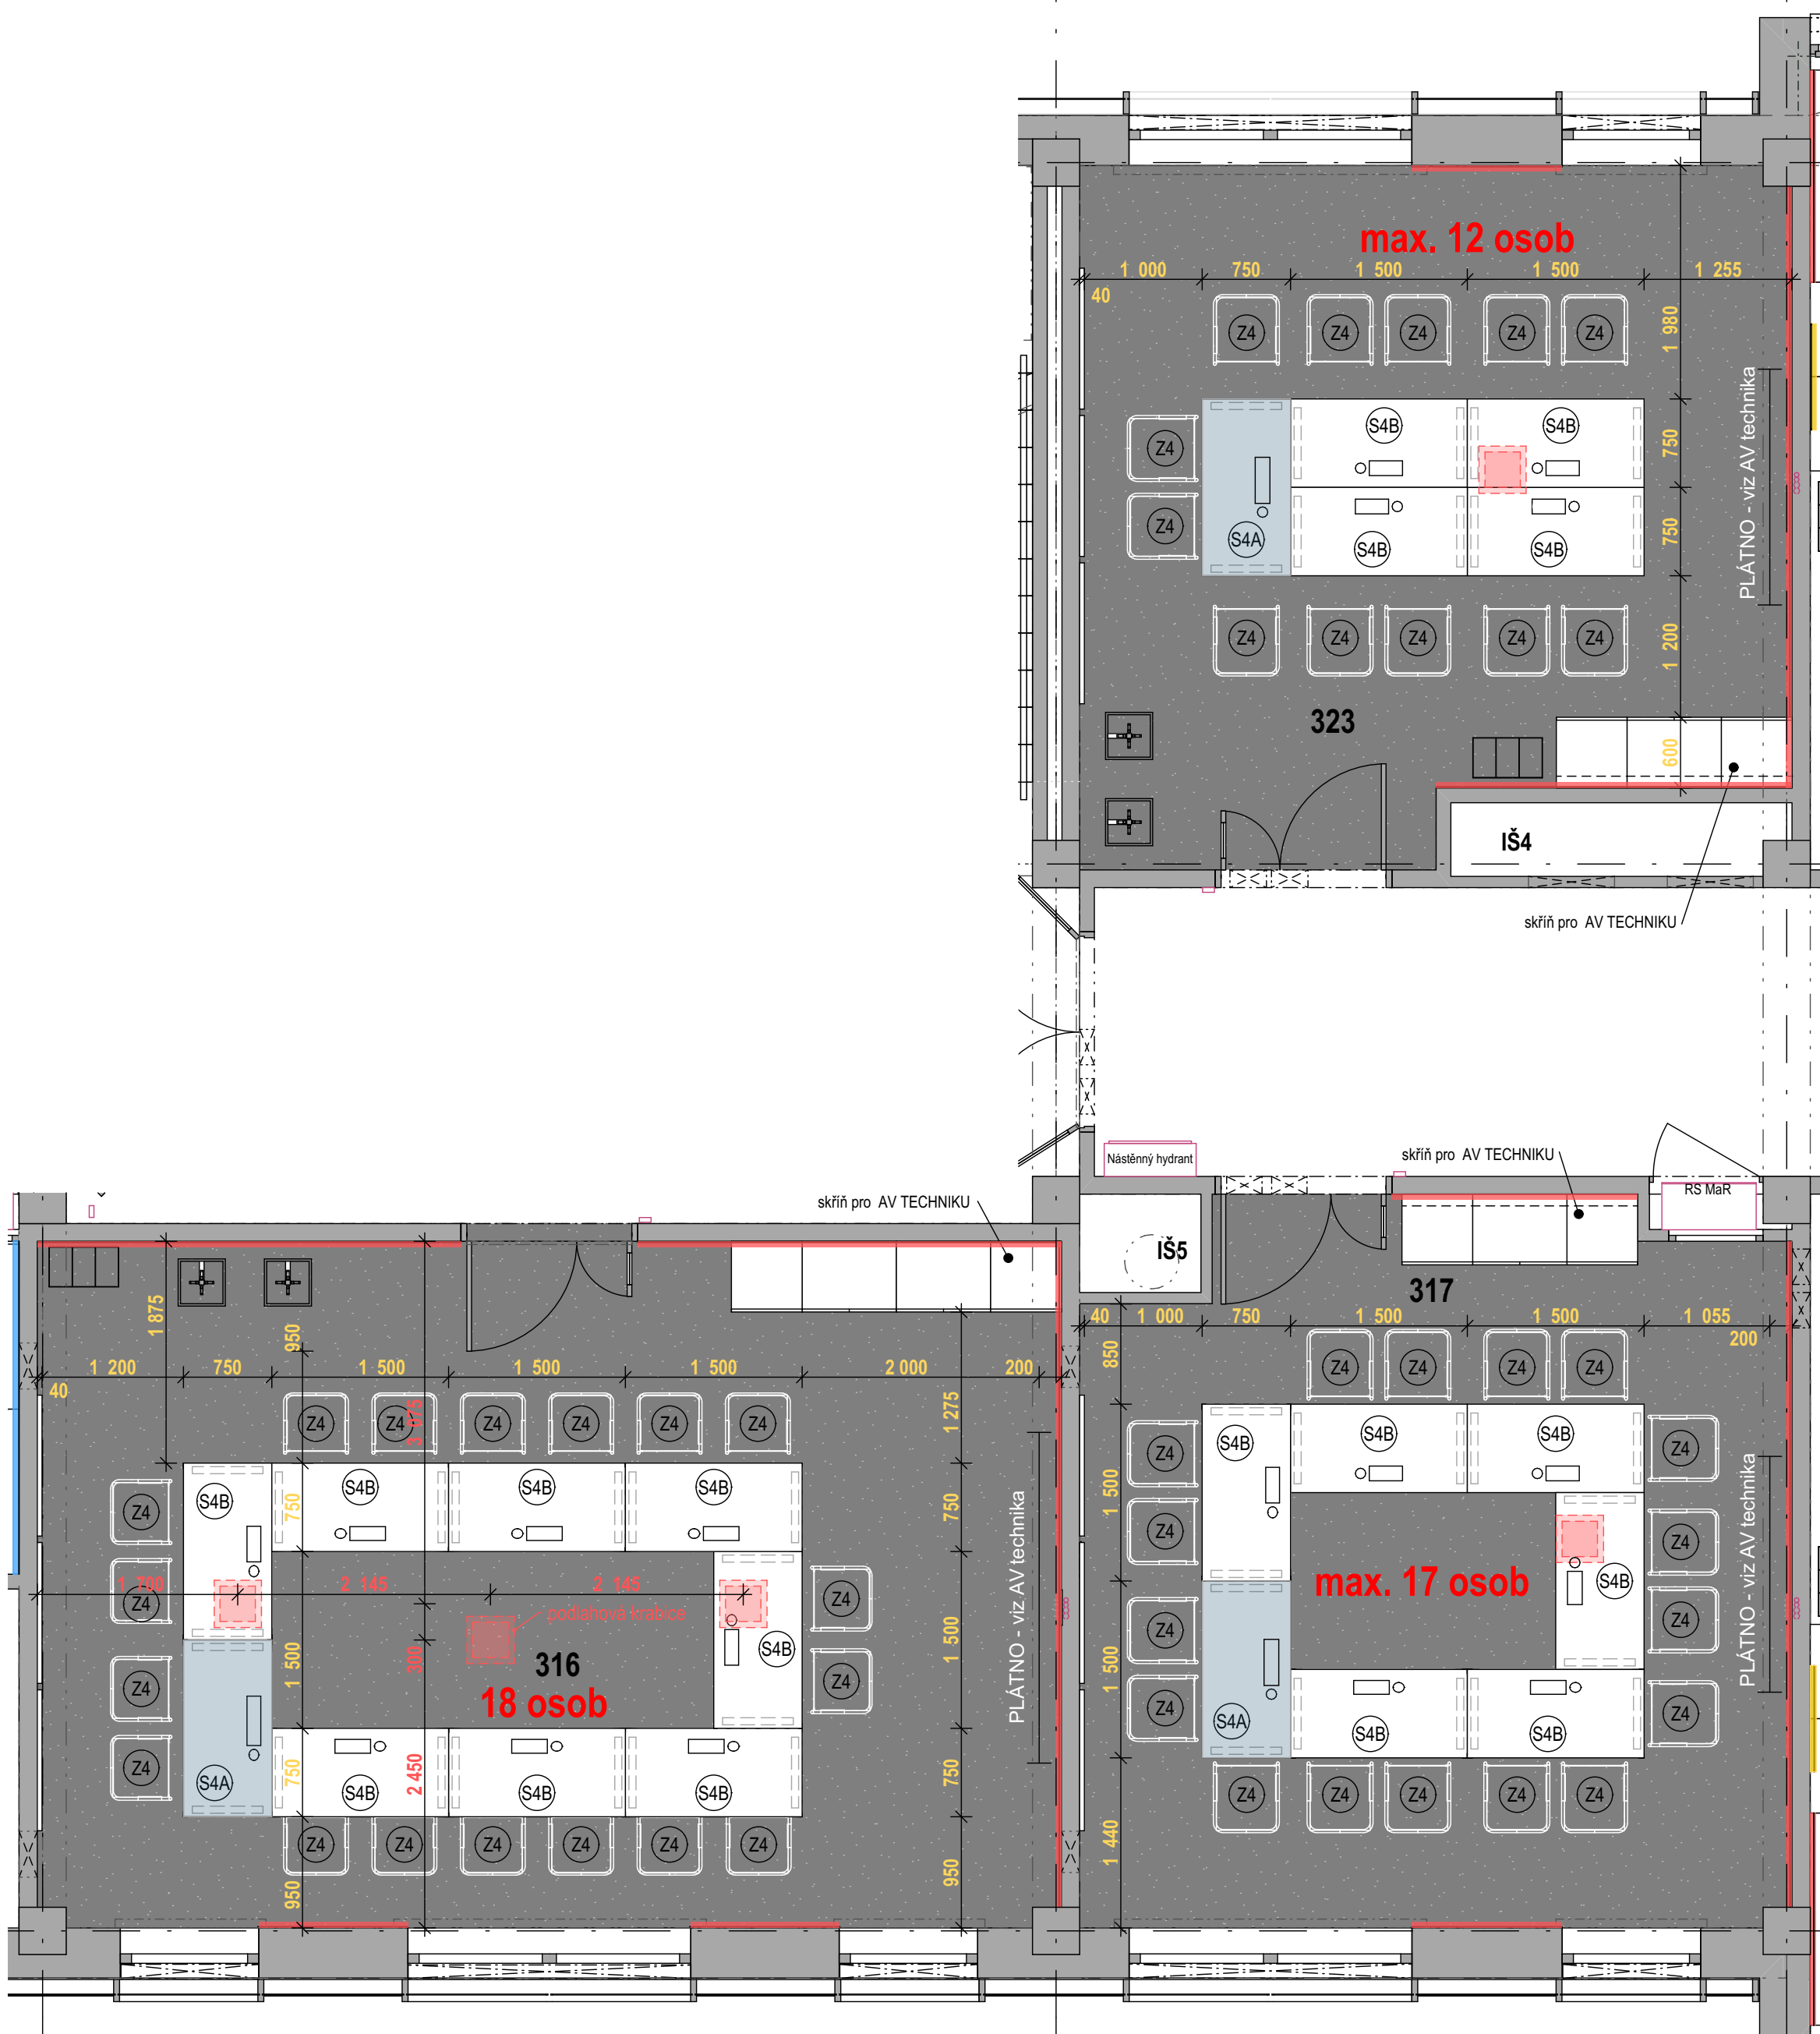 max. 12 osob
1 000
750
1 500
1 500
1 255
40
1 980
Z4
Z4
Z4
Z4
Z4
PLÁTNO - viz AV technika
S4B
S4B
750
Z4
Z4
S4A
S4B
S4B
750
Z4
Z4
Z4
Z4
Z4
1 200
323
600
IŠ4
skříň pro AV TECHNIKU
Nástěnný hydrant
skříň pro AV TECHNIKU
RS MaR
skříň pro AV TECHNIKU
IŠ5
317
1 875
950
1 200
750
1 500
1 500
1 500
2 000
200
40
1 275
Z4
Z4
Z4
Z4
Z4
Z4
3 075
S4B
S4B
S4B
S4B
750
750
Z4
Z4
Z4
Z4
1 700
2 145
2 145
podlahová krabice
Z4
Z4
S4B
1 500
300
1 500
316
18 osob
PLÁTNO - viz AV technika
S4A
750
2 450
750
S4B
S4B
S4B
Z4
Z4
Z4
Z4
Z4
Z4
950
950
40
1 000
750
1 500
1 500
1 055
200
850
Z4
Z4
Z4
Z4
S4B
S4B
S4B
Z4
Z4
Z4
Z4
1 500
max. 17 osob
S4B
Z4
Z4
Z4
Z4
PLÁTNO - viz AV technika
1 500
S4A
S4B
S4B
Z4
Z4
Z4
Z4
Z4
1 440